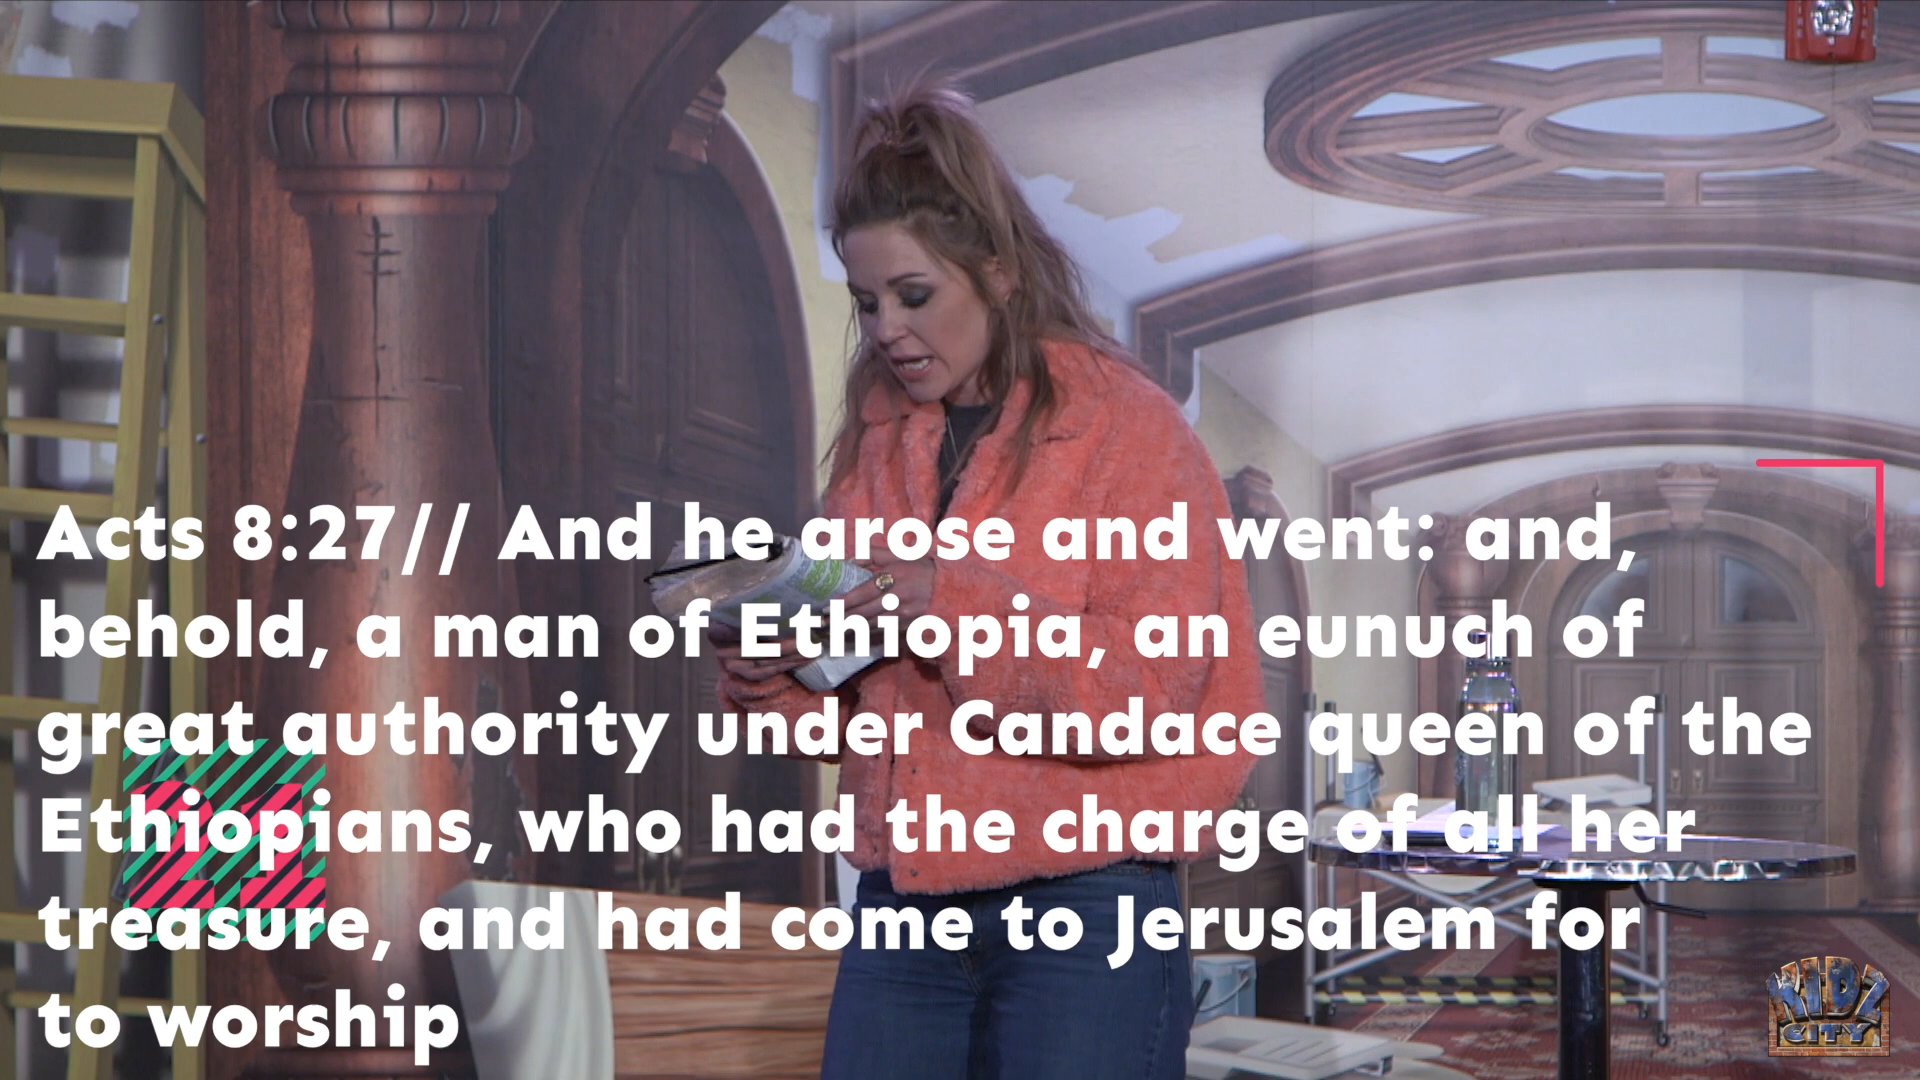 Acts 8:27// And he arose and went: and,
behold, a man of Ethiopia, an eunuch of
great authority under Candace queen of the
Ethiopians, who had the charge of all her
treasure, and had come to Jerusalem for
to worship
21
KIDZ
CITY